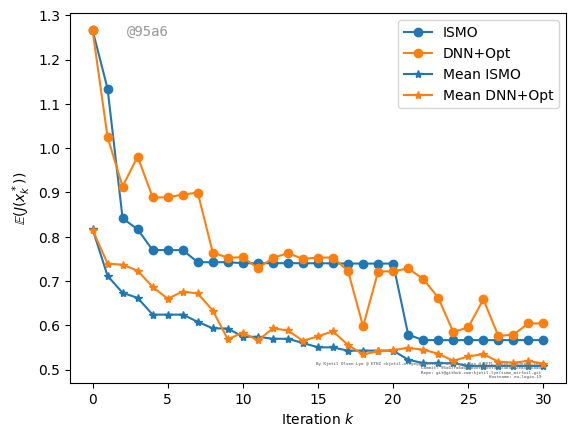 @95a6
ISMO
DNN+Opt
Mean ISMO
Mean DNN+Opt
1.3
1.2
1.1
1.0
0.9
0.8
0.7
0.6
0.5
𝔼(J(x*_k))
0 5 10 15 20 25 30
Iteration k